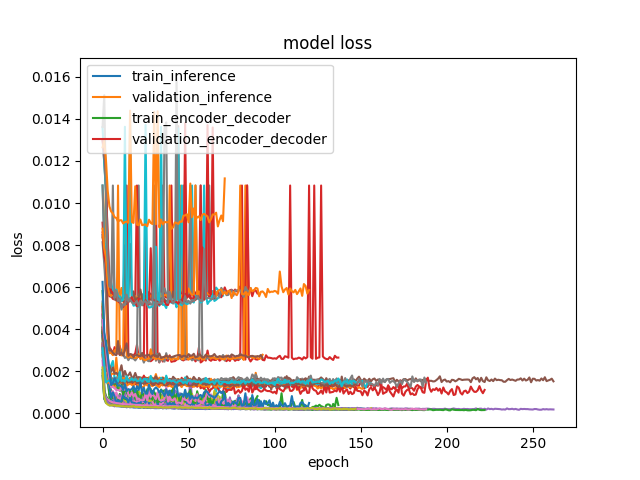 model loss
train_inference
validation_inference
train_encoder_decoder
validation_encoder_decoder
loss
0.016
0.014
0.012
0.010
0.008
0.006
0.004
0.002
0.000
0 50 100 150 200 250
epoch